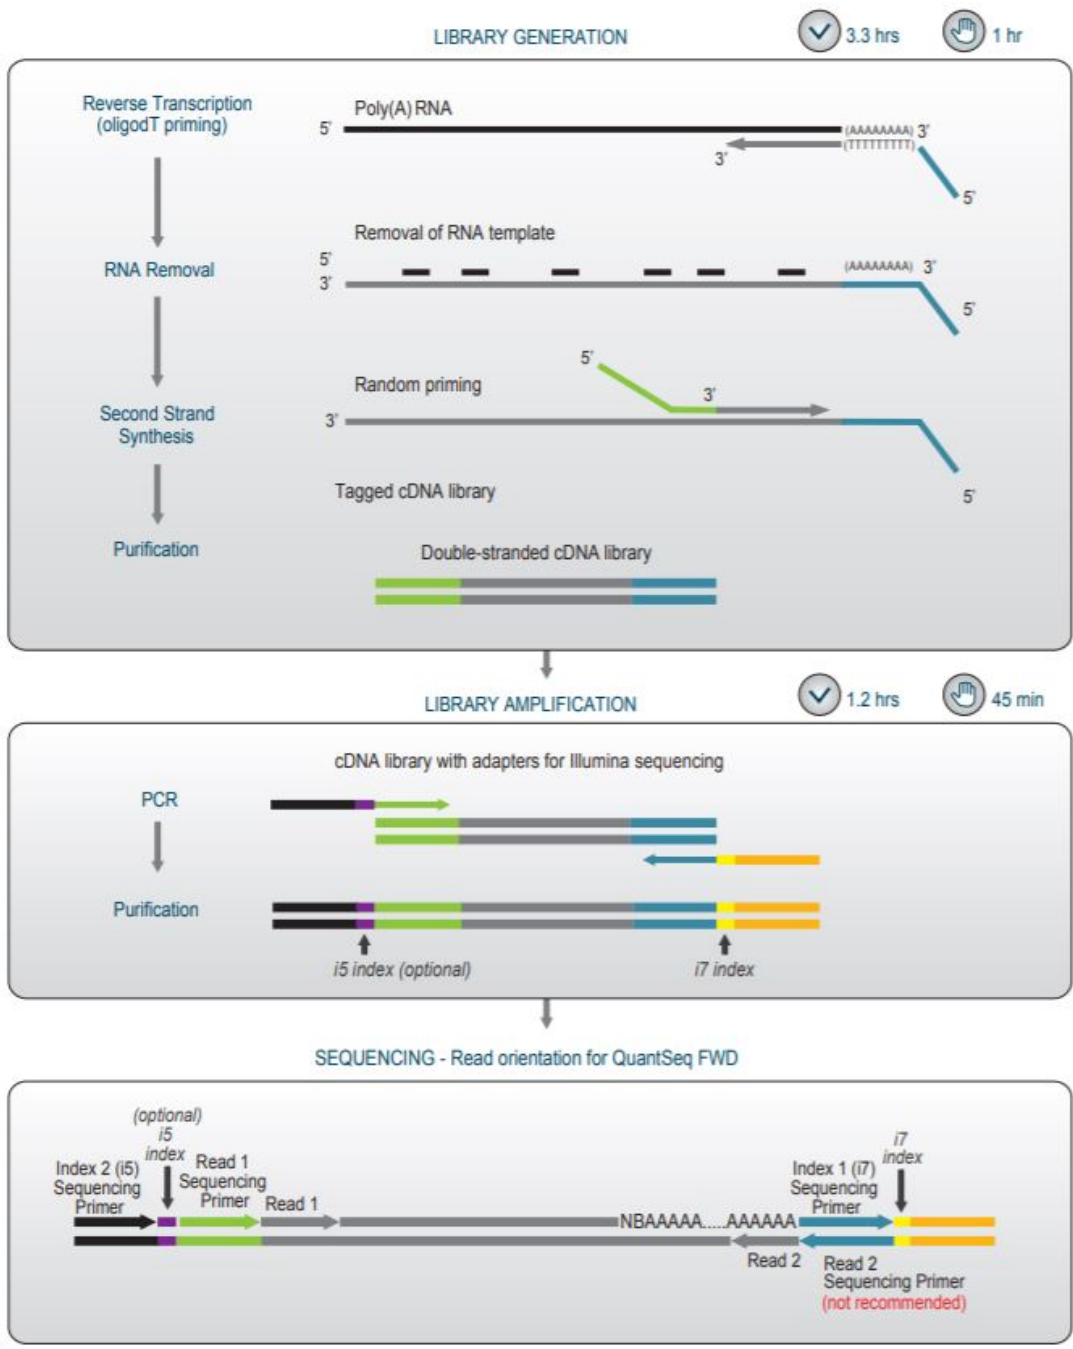 LIBRARY GENERATION
3.3 hrs
1 hr
Reverse Transcription
(oligodT priming)
Poly(A) RNA
5’
(AAAAAAAA) 3’
3’
(TTTTTTTTT)
5’
Removal of RNA template
RNA Removal
5’
3’
(AAAAAAAA) 3’
5’
5’
Random priming
3’
Second Strand
Synthesis
3’
5’
Tagged cDNA library
Purification
Double-stranded cDNA library
LIBRARY AMPLIFICATION
1.2 hrs
45 min
cDNA library with adapters for Illumina sequencing
PCR
Purification
i5 index (optional)
i7 index
SEQUENCING - Read orientation for QuantSeq FWD
(optional)
i5
index
Index 2 (i5)
Sequencing
Primer
Read 1
Sequencing
Primer
Read 1
NBAAAAA.....AAAAAA
Index 1 (i7)
Sequencing
Primer
i7
index
Read 2
Read 2
Sequencing Primer
(not recommended)